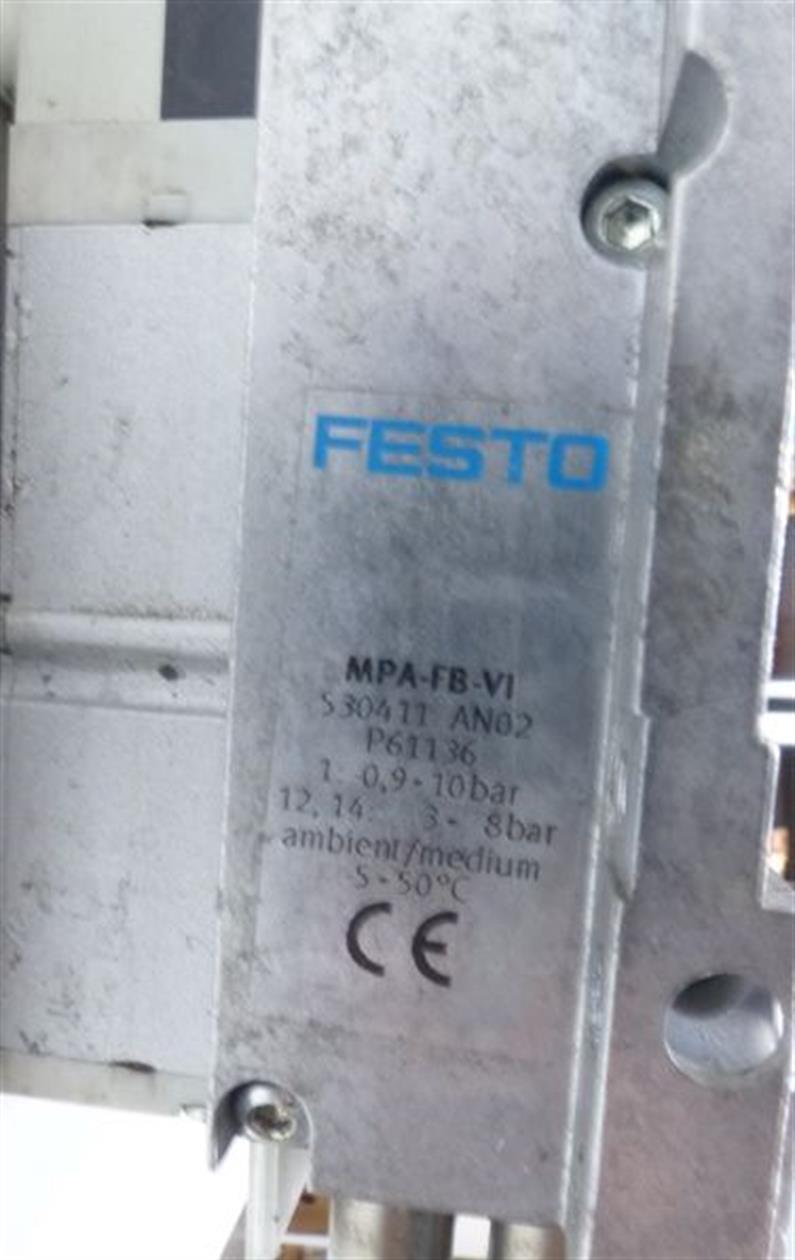 FESTO
MPA-FB-VI
530411 AN02
P61136
1. 0,9-10bar
12,14. 3- 8bar
ambient/medium
-5-50°C
CE